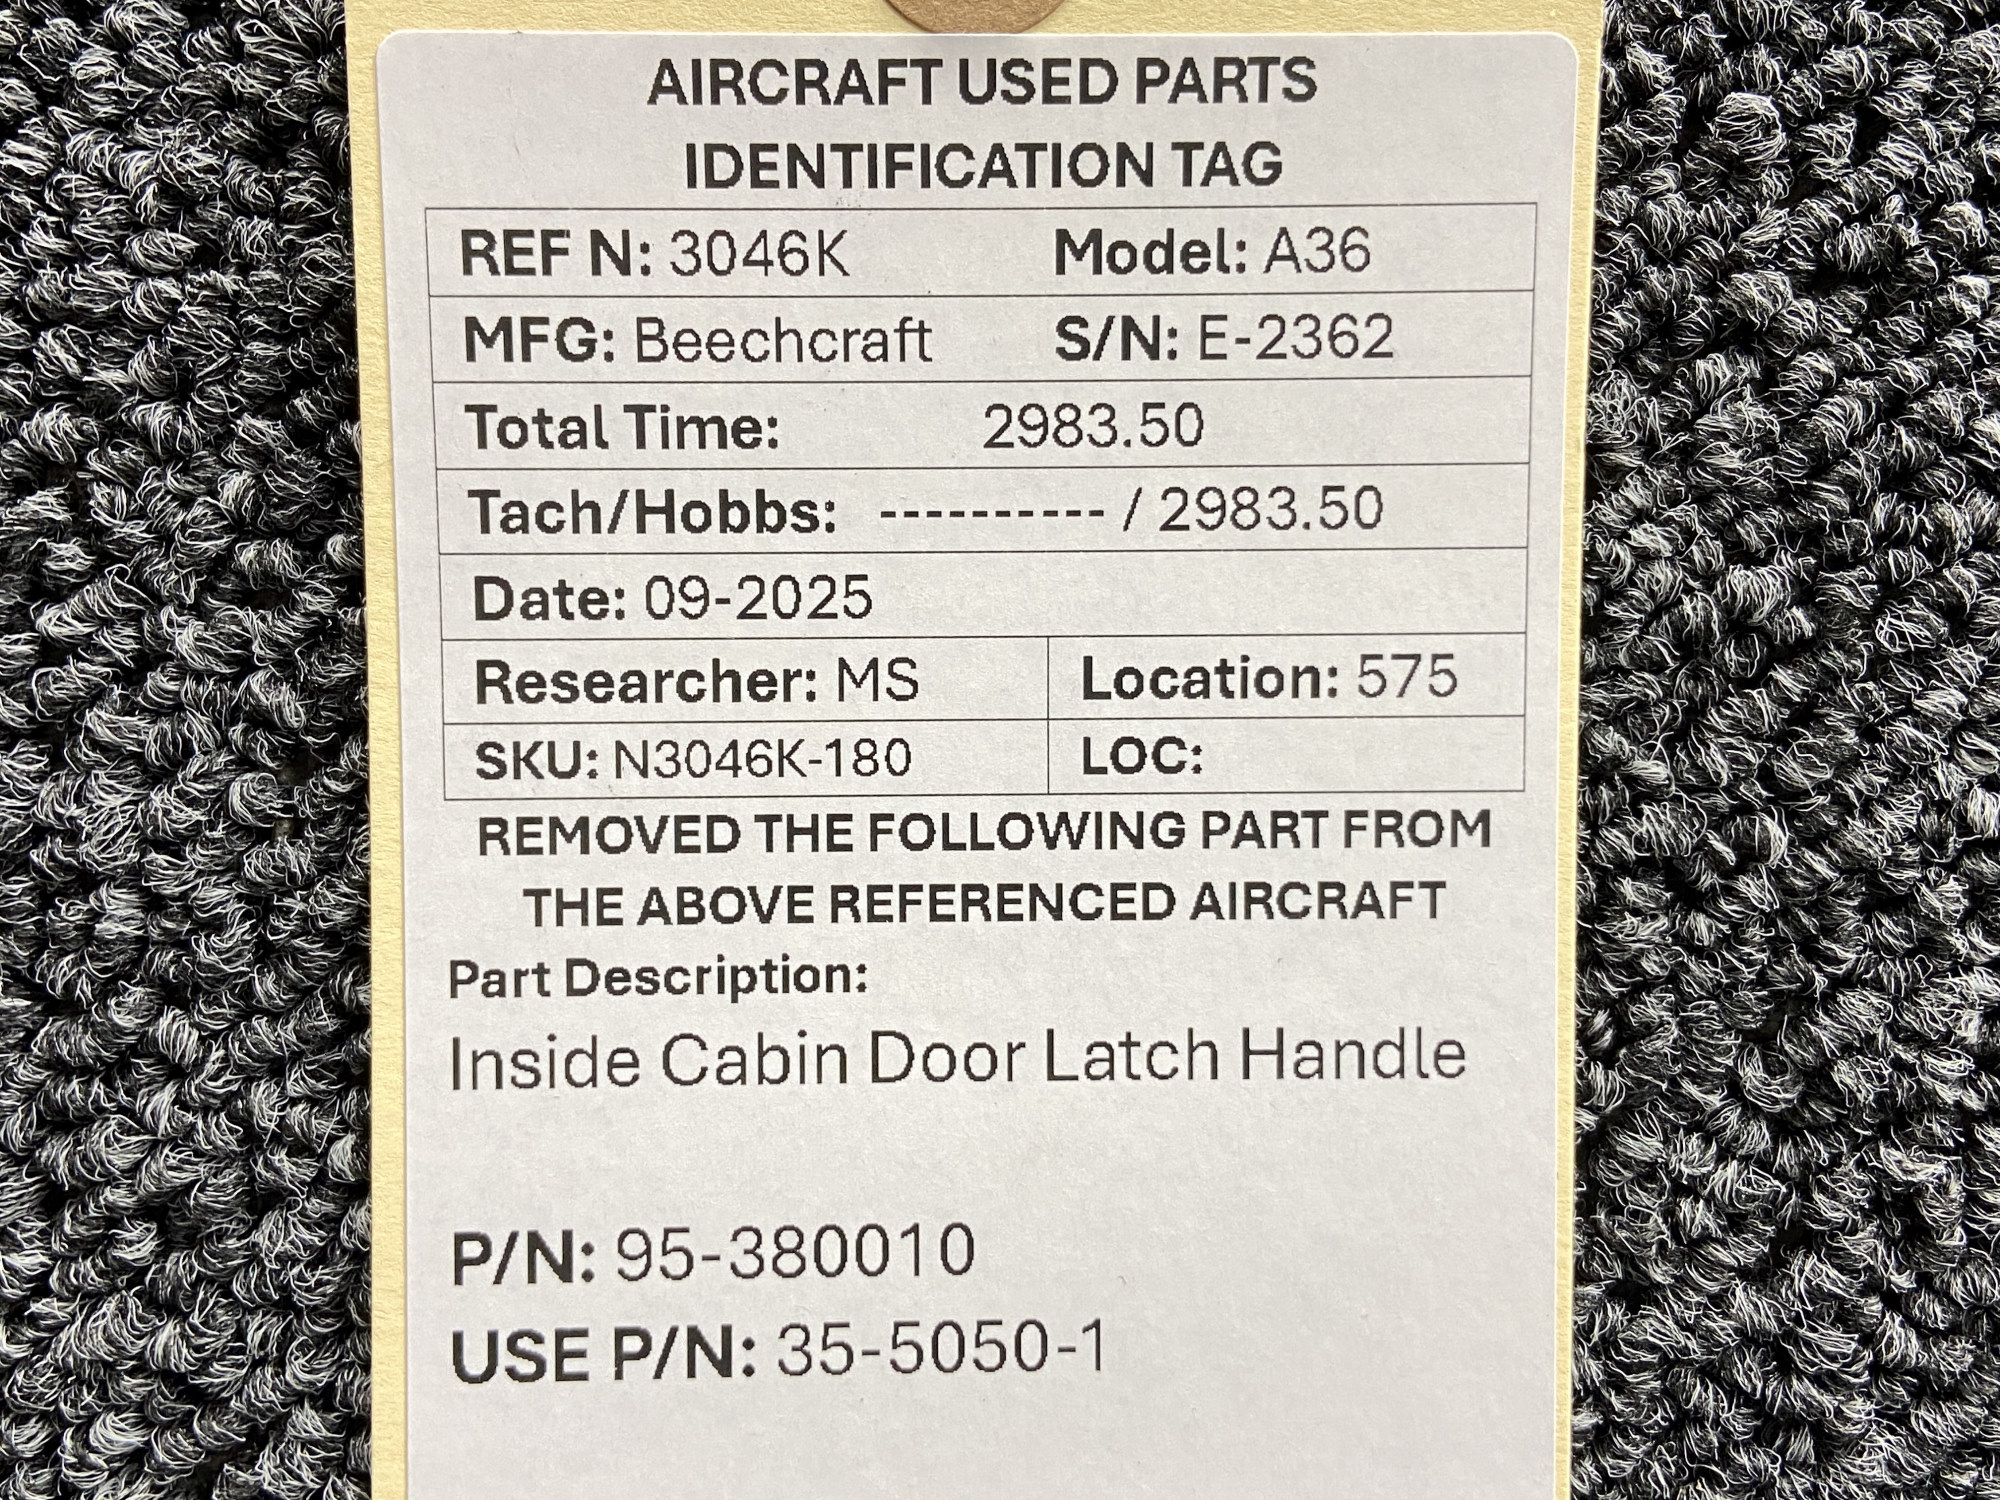 AIRCRAFT USED PARTS
IDENTIFICATION TAG
REF N: 3046K Model: A36
MFG: Beechcraft S/N: E-2362
Total Time: 2983.50
Tach/Hobbs: ---------- / 2983.50
Date: 09-2025
Researcher: MS Location: 575
SKU: N3046K-180 LOC:
REMOVED THE FOLLOWING PART FROM
THE ABOVE REFERENCED AIRCRAFT
Part Description:
Inside Cabin Door Latch Handle
P/N: 95-380010
USE P/N: 35-5050-1